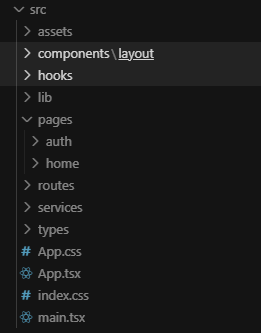 src
assets
components\layout
hooks
lib
pages
auth
home
routes
services
types
# App.css
App.tsx
# index.css
main.tsx